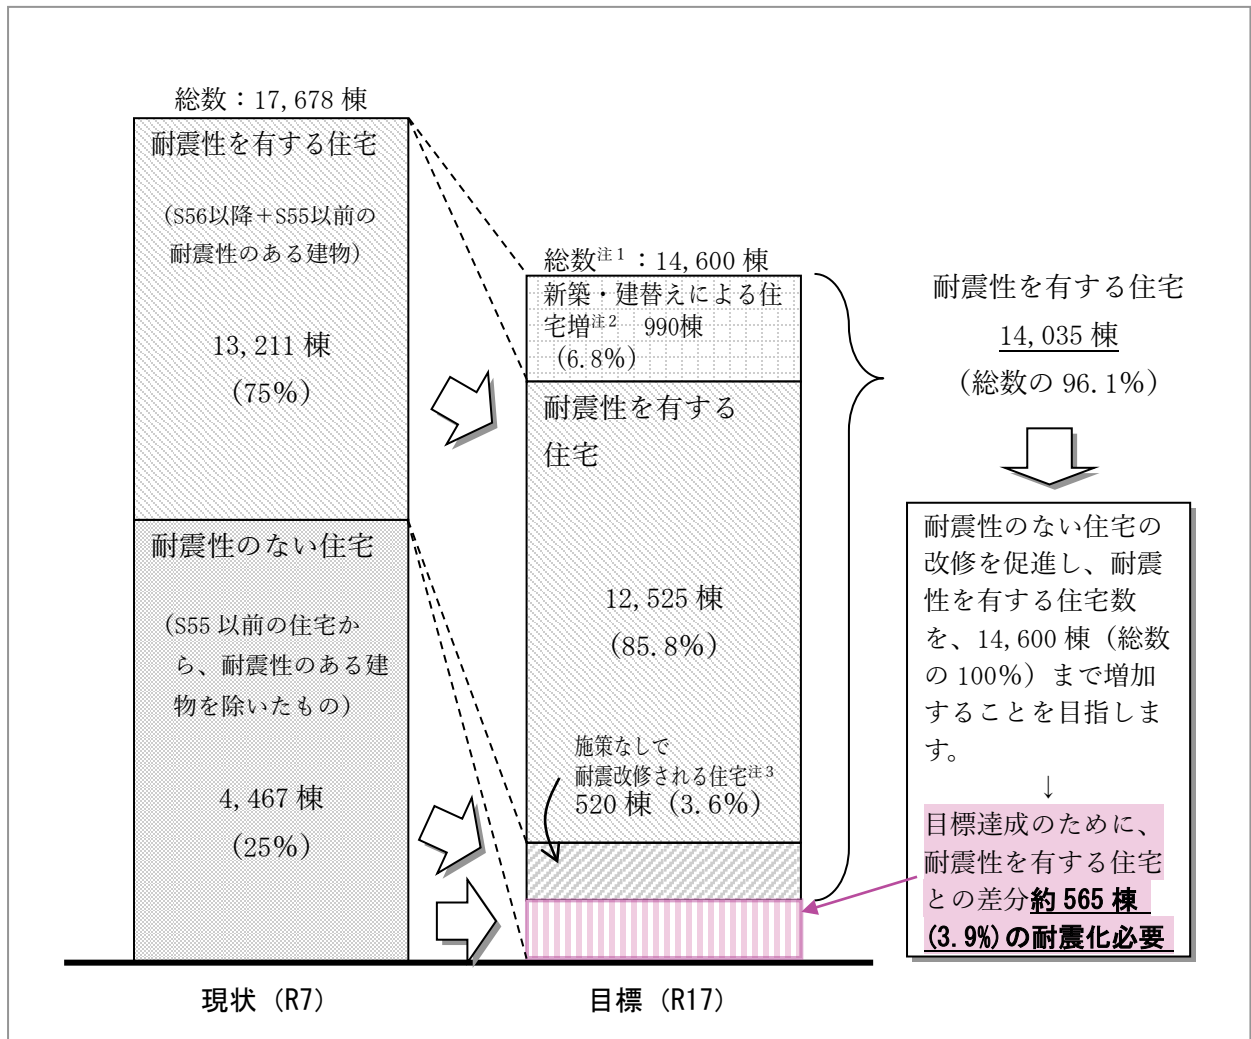 総数：17,678 棟
耐震性を有する住宅
（S56以降＋S55以前の
耐震性のある建物）
13,211 棟
（75％）
耐震性のない住宅
（S55 以前の住宅か
ら、耐震性のある建
物を除いたもの）
4,467 棟
（25％）
現状（R7）
総数注１：14,600 棟
新築・建替えによる住
宅増注２　990棟
（6.8％）
耐震性を有する
住宅
12,525 棟
（85.8％）
施策なしで
耐震改修される住宅注３
520 棟（3.6％）
目標（R17）
耐震性を有する住宅
14,035 棟
（総数の 96.1％）
耐震性のない住宅の
改修を促進し、耐震
性を有する住宅数
を、14,600 棟（総数
の 100％）まで増加
することを目指しま
す。
↓
目標達成のために、
耐震性を有する住宅
との差分約 565 棟
(3.9％)の耐震化必要